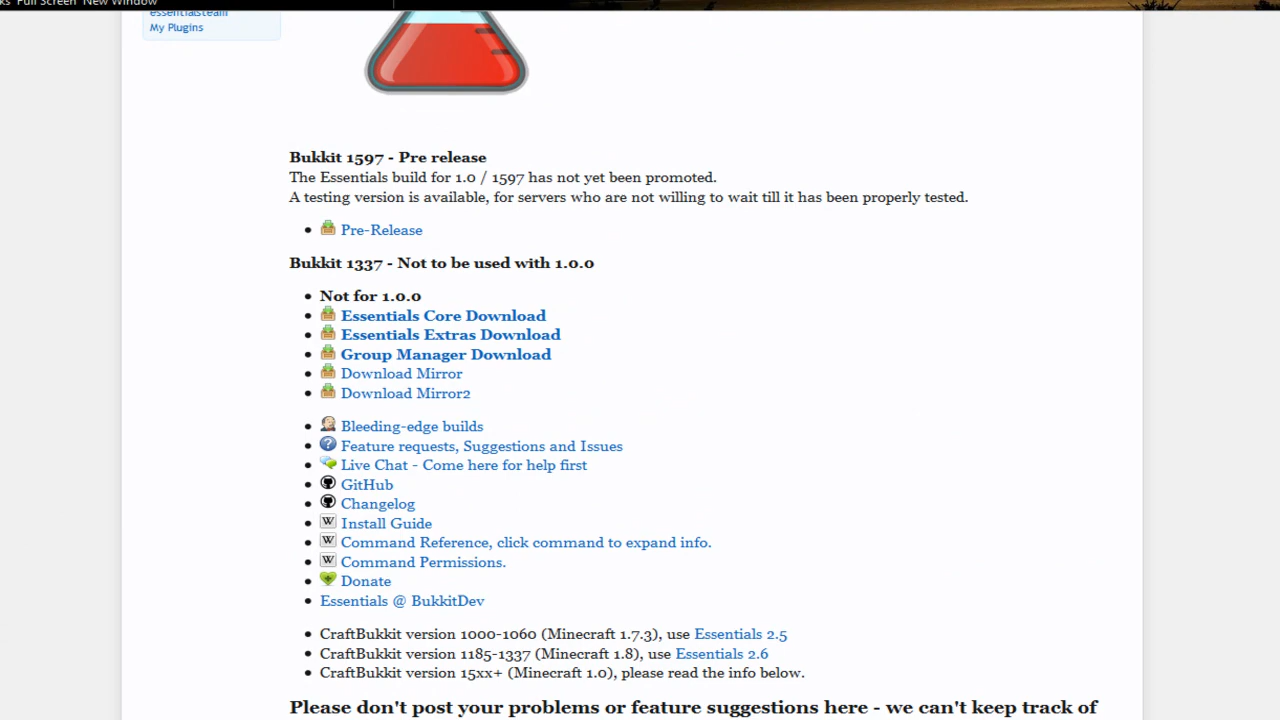 ks Full Screen New Window
essentialsteam
My Plugins
Bukkit 1597 - Pre release
The Essentials build for 1.0 / 1597 has not yet been promoted.
A testing version is available, for servers who are not willing to wait till it has been properly tested.
Pre-Release
Bukkit 1337 - Not to be used with 1.0.0
Not for 1.0.0
Essentials Core Download
Essentials Extras Download
Group Manager Download
Download Mirror
Download Mirror2
Bleeding-edge builds
Feature requests, Suggestions and Issues
Live Chat - Come here for help first
GitHub
Changelog
W Install Guide
W Command Reference, click command to expand info.
W Command Permissions.
Donate
Essentials @ BukkitDev
CraftBukkit version 1000-1060 (Minecraft 1.7.3), use Essentials 2.5
CraftBukkit version 1185-1337 (Minecraft 1.8), use Essentials 2.6
CraftBukkit version 15xx+ (Minecraft 1.0), please read the info below.
Please don't post your problems or feature suggestions here - we can't keep track of